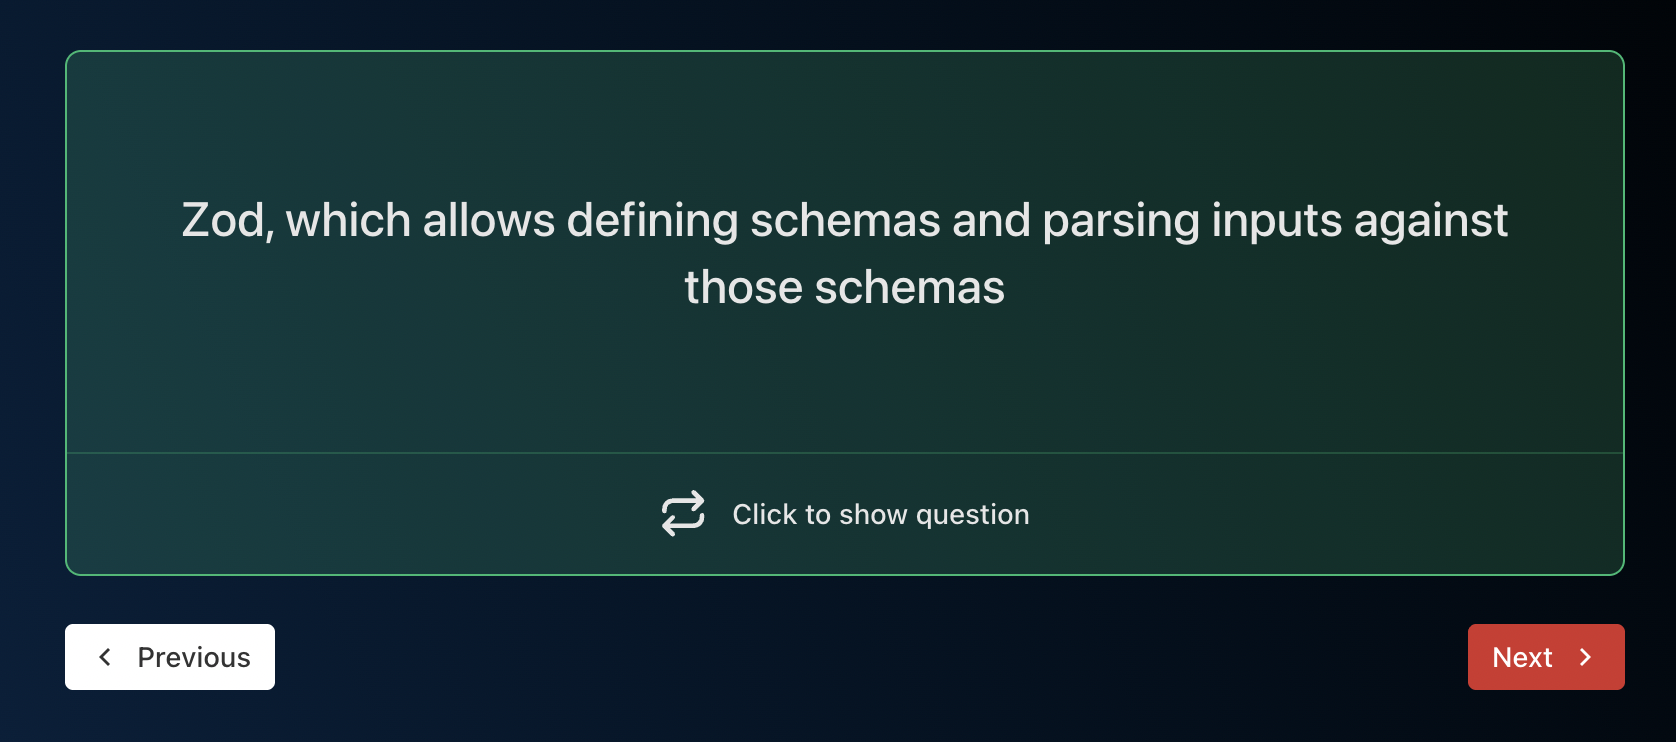 Zod, which allows defining schemas and parsing inputs against
those schemas
Click to show question
Previous
Next